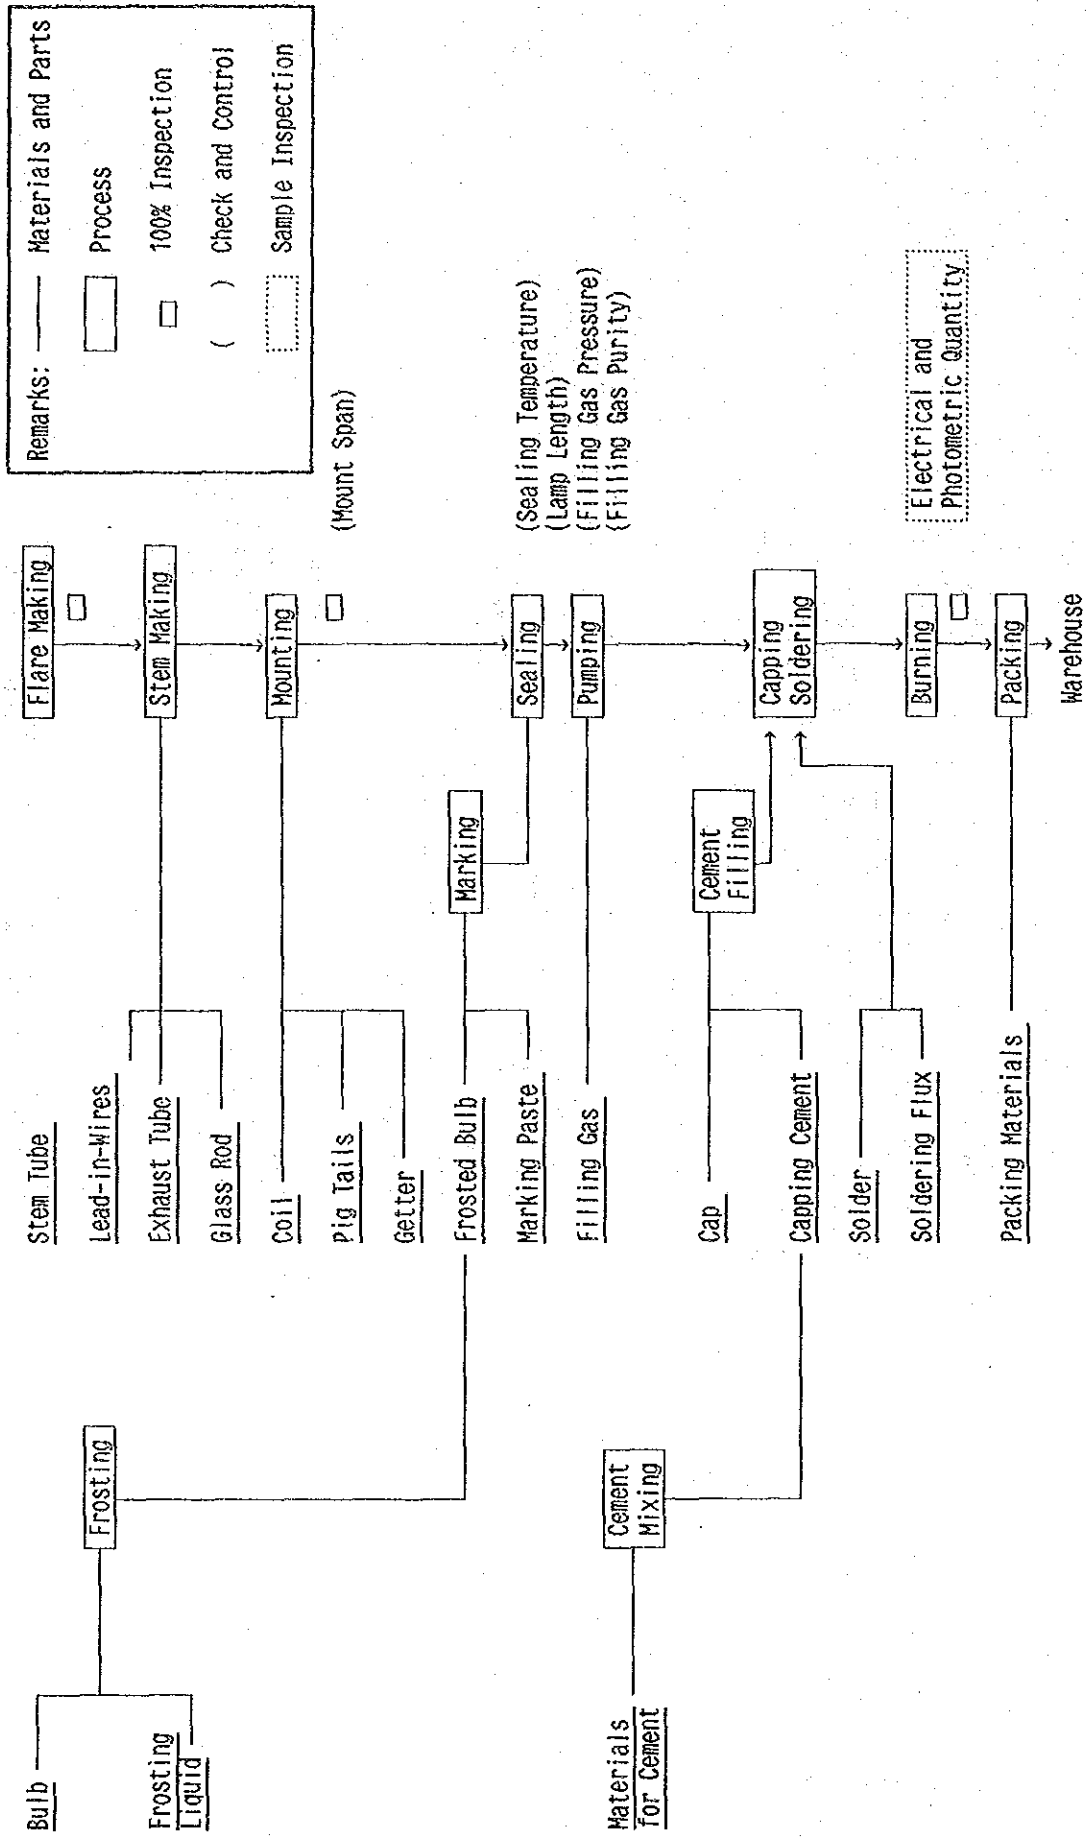 Remarks: Materials and Parts
Process
100% Inspection
( ) Check and Control
Sample Inspection
Bulb
Frosting
Liquid
Frosting
Stem Tube
Flare Making
Lead-in-Wires
Exhaust Tube
Glass Rod
Stem Making
Coil
Pig Tails
Getter
Mounting
(Mount Span)
Frosted Bulb
Marking Paste
Marking
Sealing
(Sealing Temperature)
(Lamp Length)
(Filling Gas Pressure)
(Filling Gas Purity)
Filling Gas
Pumping
Materials
for Cement
Cement
Mixing
Cap
Capping Cement
Cement
Filling
Capping
Soldering
Solder
Soldering Flux
Burning
Electrical and
Photometric Quantity
Packing Materials
Packing
Warehouse